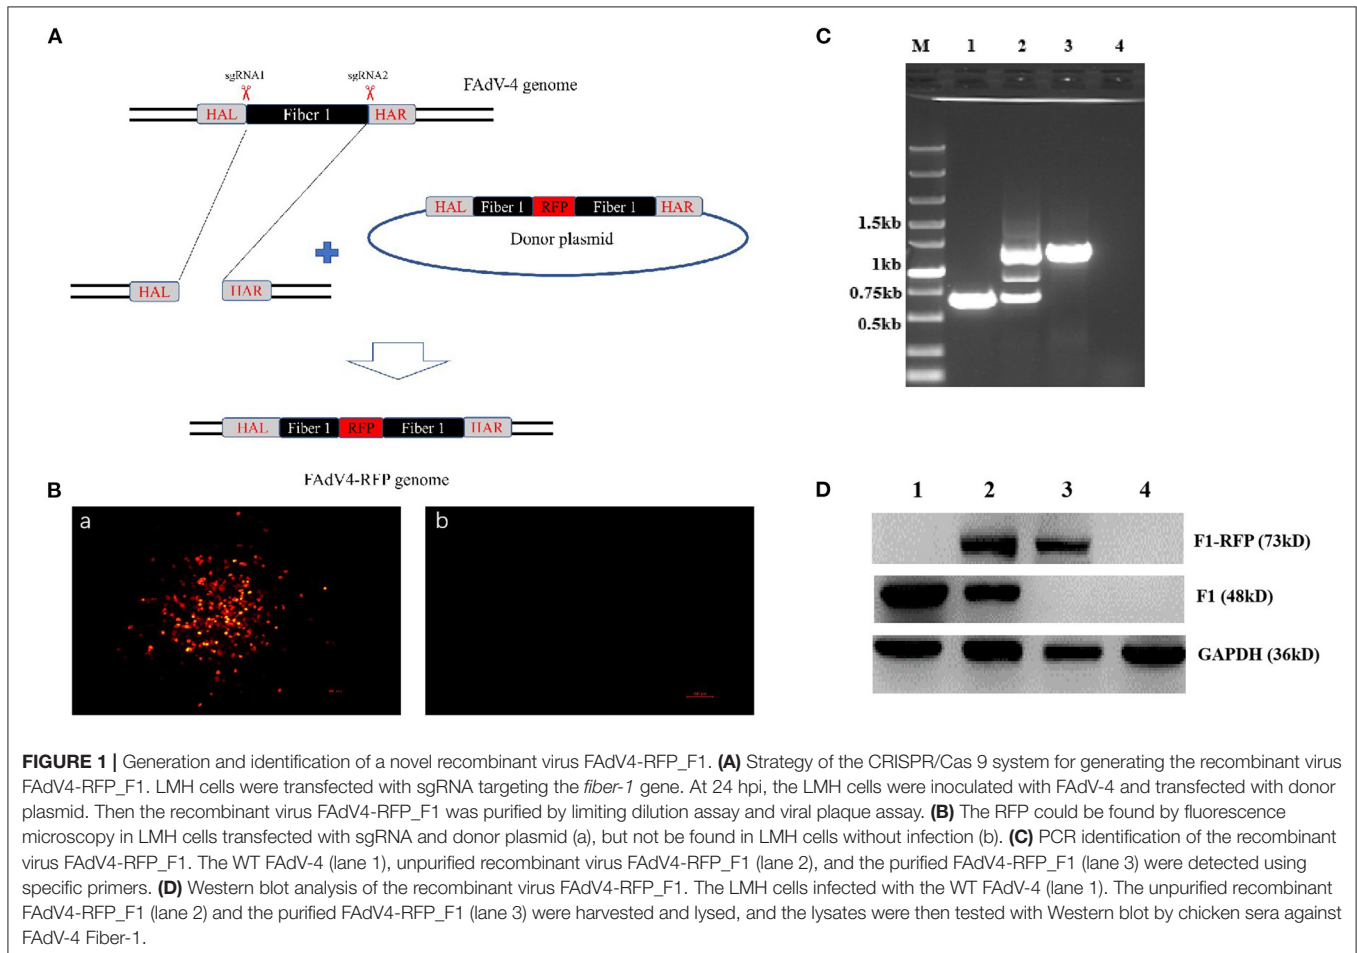 A
sgRNA1
sgRNA2
FAdV-4 genome
HAL
Fiber 1
HAR
HAL
Fiber 1
RFP
Fiber 1
HAR
Donor plasmid
HAL
HAR
HAL
Fiber 1
RFP
Fiber 1
HAR
FAdV4-RFP genome
B
a
b
C
M 1 2 3 4
1.5kb
1kb
0.75kb
0.5kb
D
1 2 3 4
F1-RFP (73kD)
F1 (48kD)
GAPDH (36kD)
FIGURE 1 | Generation and identification of a novel recombinant virus FAdV4-RFP_F1. (A) Strategy of the CRISPR/Cas 9 system for generating the recombinant virus
FAdV4-RFP_F1. LMH cells were transfected with sgRNA targeting the fiber-1 gene. At 24 hpi, the LMH cells were inoculated with FAdV-4 and transfected with donor
plasmid. Then the recombinant virus FAdV4-RFP_F1 was purified by limiting dilution assay and viral plaque assay. (B) The RFP could be found by fluorescence
microscopy in LMH cells transfected with sgRNA and donor plasmid (a), but not be found in LMH cells without infection (b). (C) PCR identification of the recombinant
virus FAdV4-RFP_F1. The WT FAdV-4 (lane 1), unpurified recombinant virus FAdV4-RFP_F1 (lane 2), and the purified FAdV4-RFP_F1 (lane 3) were detected using
specific primers. (D) Western blot analysis of the recombinant virus FAdV4-RFP_F1. The LMH cells infected with the WT FAdV-4 (lane 1). The unpurified recombinant
FAdV4-RFP_F1 (lane 2) and the purified FAdV4-RFP_F1 (lane 3) were harvested and lysed, and the lysates were then tested with Western blot by chicken sera against
FAdV-4 Fiber-1.